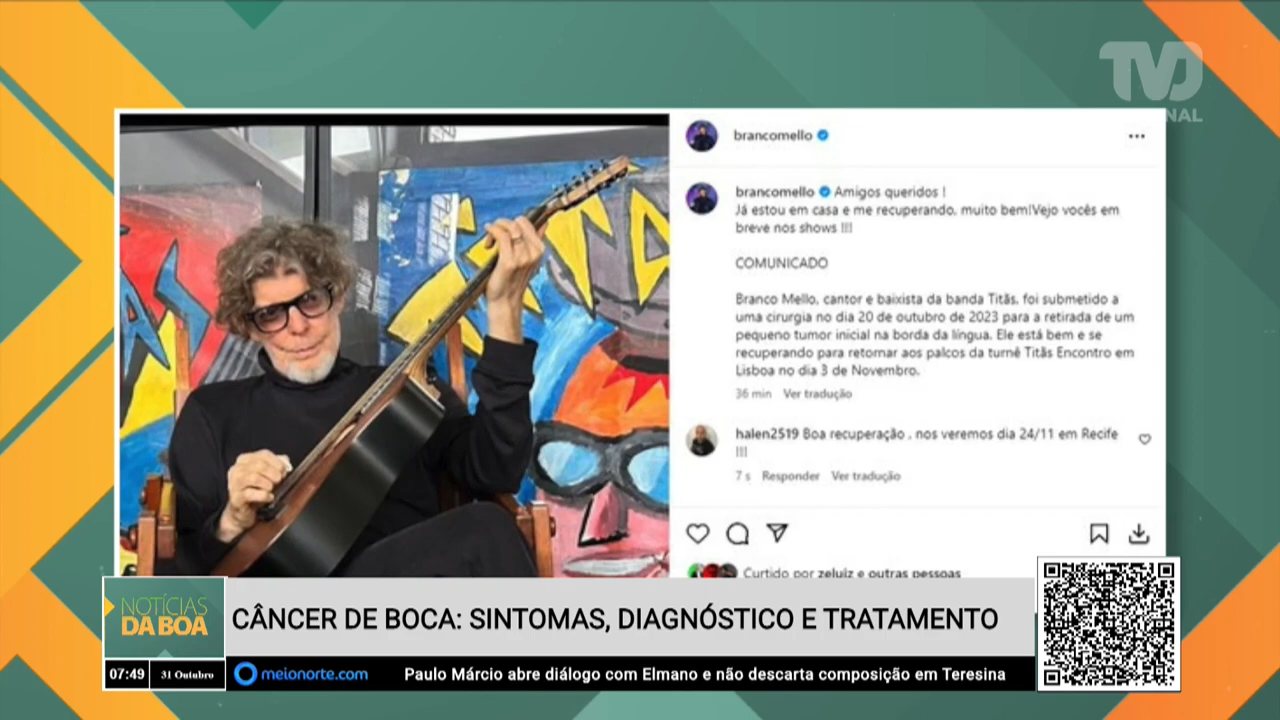 TVJ
NAL
brancomello
brancomello Amigos queridos !
Já estou em casa e me recuperando, muito bem!Vejo vocês em
breve nos shows !!!
COMUNICADO
Branco Mello, cantor e baixista da banda Titãs, foi submetido a
uma cirurgia no dia 20 de outubro de 2023 para a retirada de um
pequeno tumor inicial na borda da língua. Ele está bem e se
recuperando para retornar aos palcos da turnê Titãs Encontro em
Lisboa no dia 3 de Novembro.
36 min Ver tradução
halen2519 Boa recuperação , nos veremos dia 24/11 em Recife
!!!
7 s Responder Ver tradução
Curtido por zeluiz e outras pessoas
NOTÍCIAS
DA BOA
CÂNCER DE BOCA: SINTOMAS, DIAGNÓSTICO E TRATAMENTO
07:49 31 Outubro meionorte.com Paulo Márcio abre diálogo com Elmano e não descarta composição em Teresina